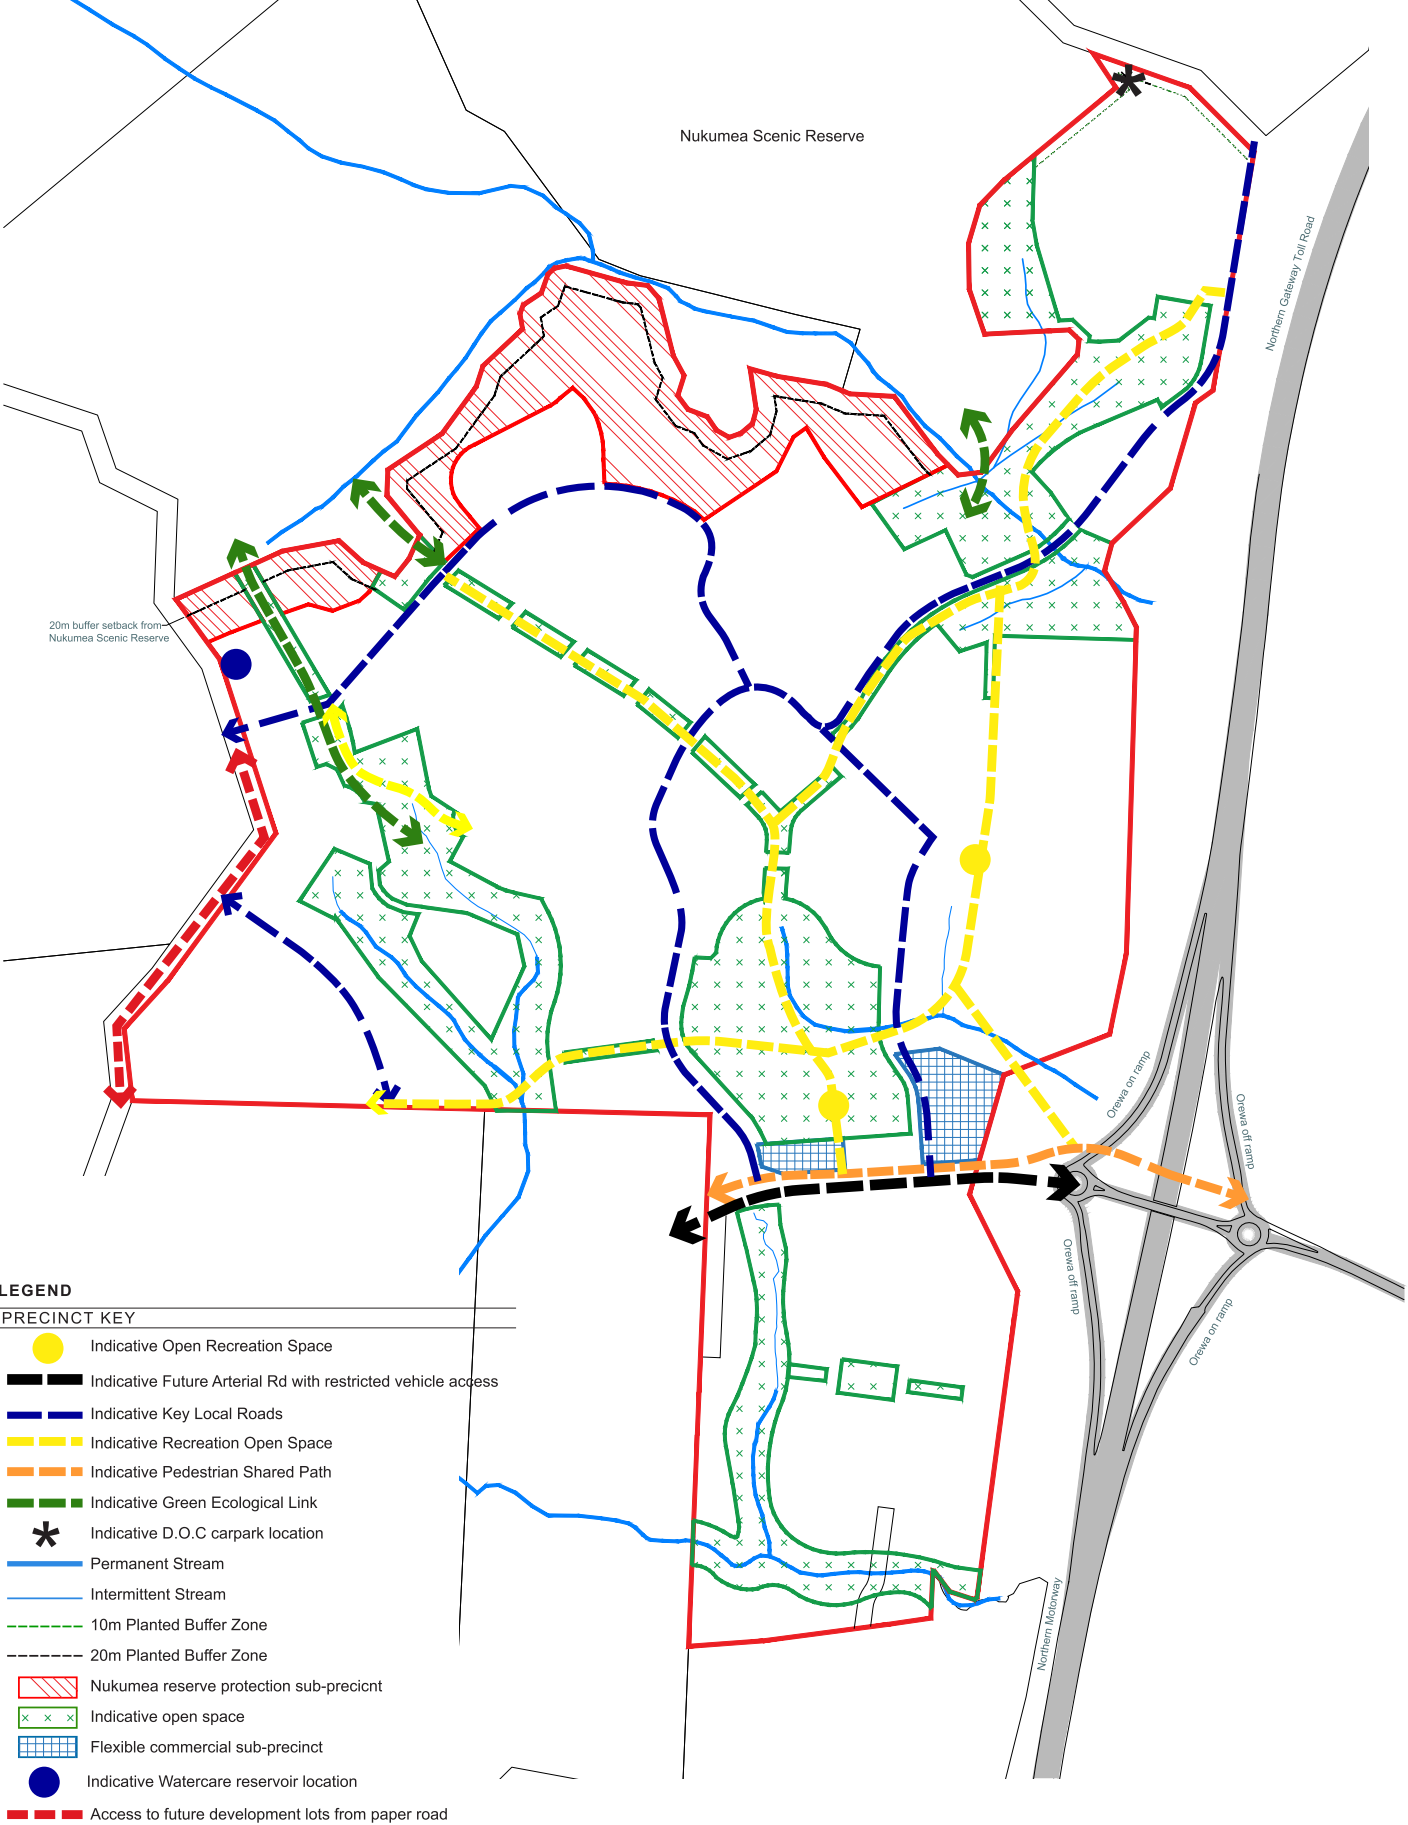 Nukumea Scenic Reserve
Northern Gateway Toll Road
20m buffer setback from
Nukumea Scenic Reserve
Orewa on ramp
Orewa off ramp
Orewa off ramp
Orewa on ramp
Northern Motorway
LEGEND
PRECINCT KEY
Indicative Open Recreation Space
Indicative Future Arterial Rd with restricted vehicle access
Indicative Key Local Roads
Indicative Recreation Open Space
Indicative Pedestrian Shared Path
Indicative Green Ecological Link
Indicative D.O.C carpark location
Permanent Stream
Intermittent Stream
10m Planted Buffer Zone
20m Planted Buffer Zone
Nukumea reserve protection sub-precicnt
Indicative open space
Flexible commercial sub-precinct
Indicative Watercare reservoir location
Access to future development lots from paper road